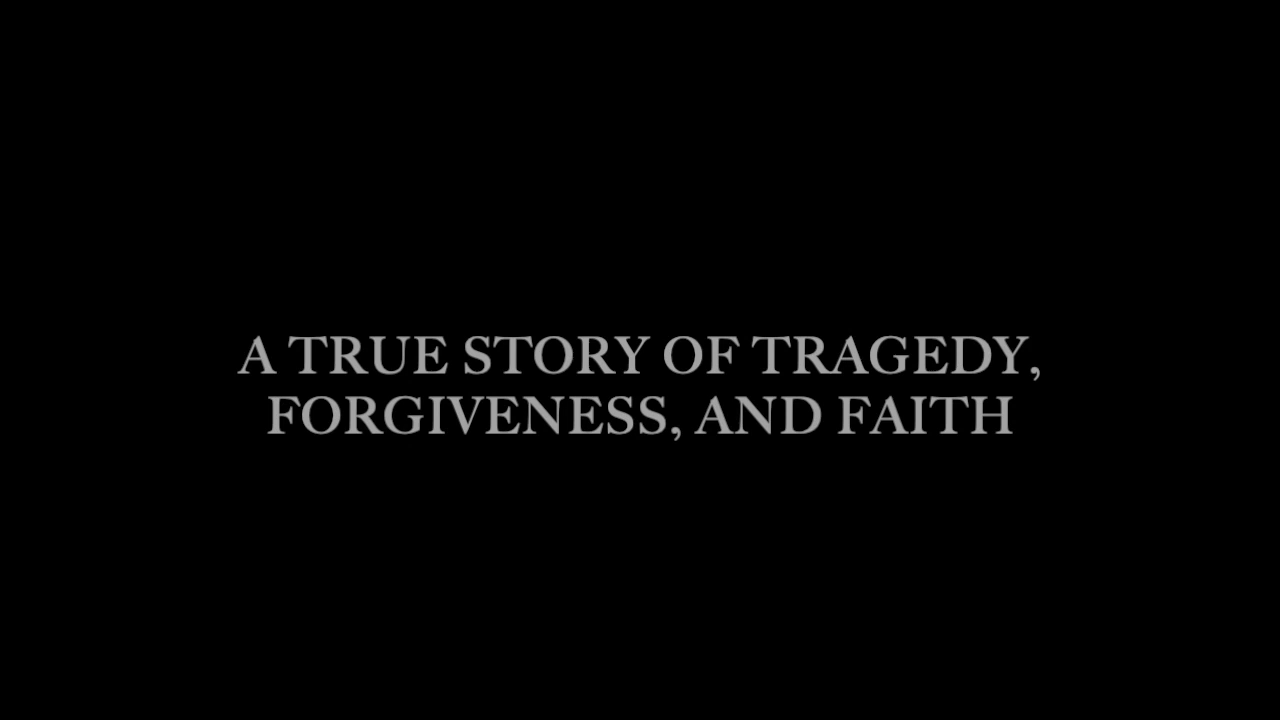 A TRUE STORY OF TRAGEDY,
FORGIVENESS, AND FAITH